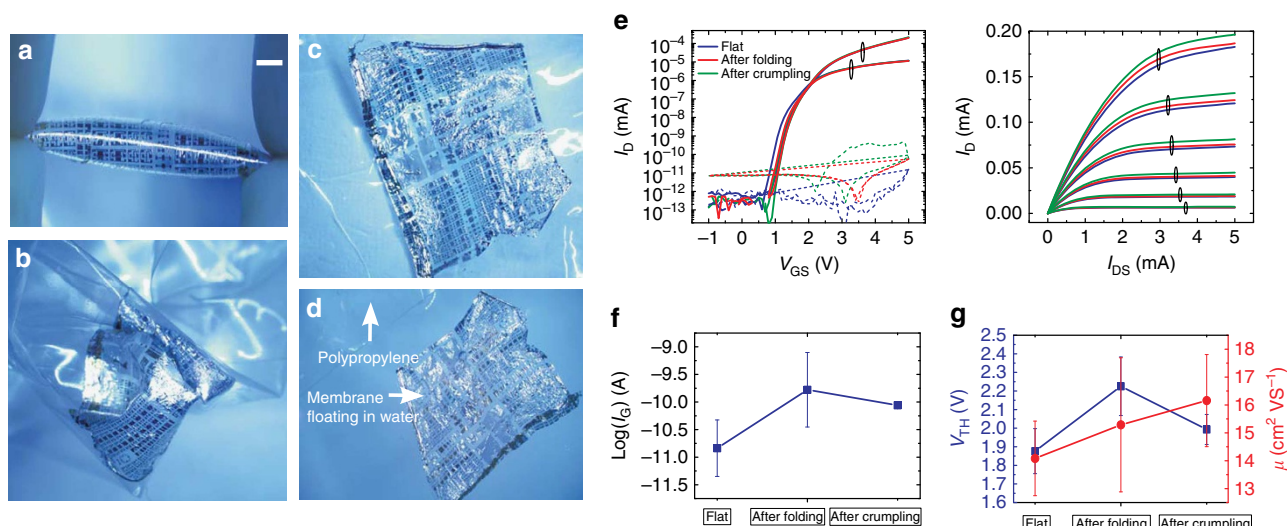 a
b
c
d
Polypropylene
Membrane
floating in water
e
Flat
After folding
After crumpling
I_D (mA)
10⁻⁴
10⁻⁵
10⁻⁶
10⁻⁷
10⁻⁸
10⁻⁹
10⁻¹⁰
10⁻¹¹
10⁻¹²
10⁻¹³
−1 0 1 2 3 4 5
V_GS (V)
I_D (mA)
0.20
0.15
0.10
0.05
0.00
0 1 2 3 4 5
I_DS (mA)
f
Log(I_G) (A)
−9.0
−9.5
−10.0
−10.5
−11.0
−11.5
Flat After folding After crumpling
g
V_TH (V)
2.5
2.4
2.3
2.2
2.1
2.0
1.9
1.8
1.7
1.6
18
17
16
15
14
13
μ (cm² VS⁻¹)
Flat After folding After crumpling